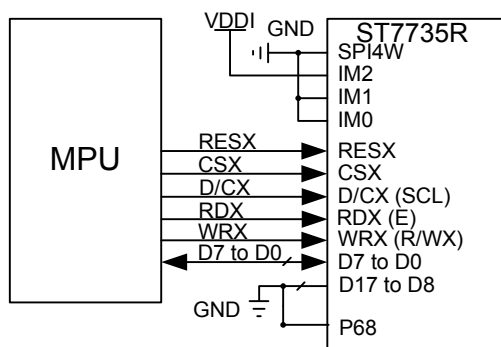 VDDI
GND
ST7735R
SPI4W
IM2
IM1
IM0
MPU
RESX
RESX
CSX
CSX
D/CX
D/CX (SCL)
RDX
RDX (E)
WRX
WRX (R/WX)
D7 to D0
D7 to D0
D17 to D8
GND
P68